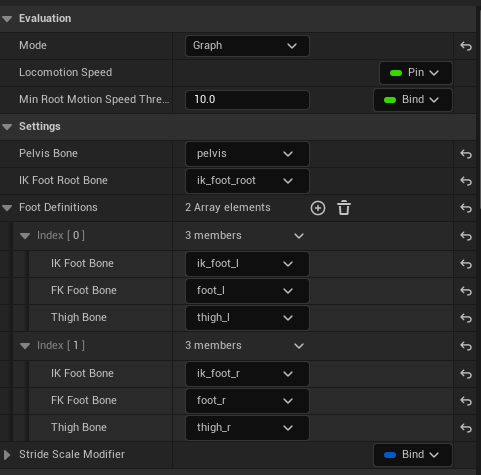 Evaluation
Mode Graph
Locomotion Speed Pin
Min Root Motion Speed Thre... 10.0 Bind
Settings
Pelvis Bone pelvis
IK Foot Root Bone ik_foot_root
Foot Definitions 2 Array elements
Index [ 0 ] 3 members
IK Foot Bone ik_foot_l
FK Foot Bone foot_l
Thigh Bone thigh_l
Index [ 1 ] 3 members
IK Foot Bone ik_foot_r
FK Foot Bone foot_r
Thigh Bone thigh_r
Stride Scale Modifier Bind